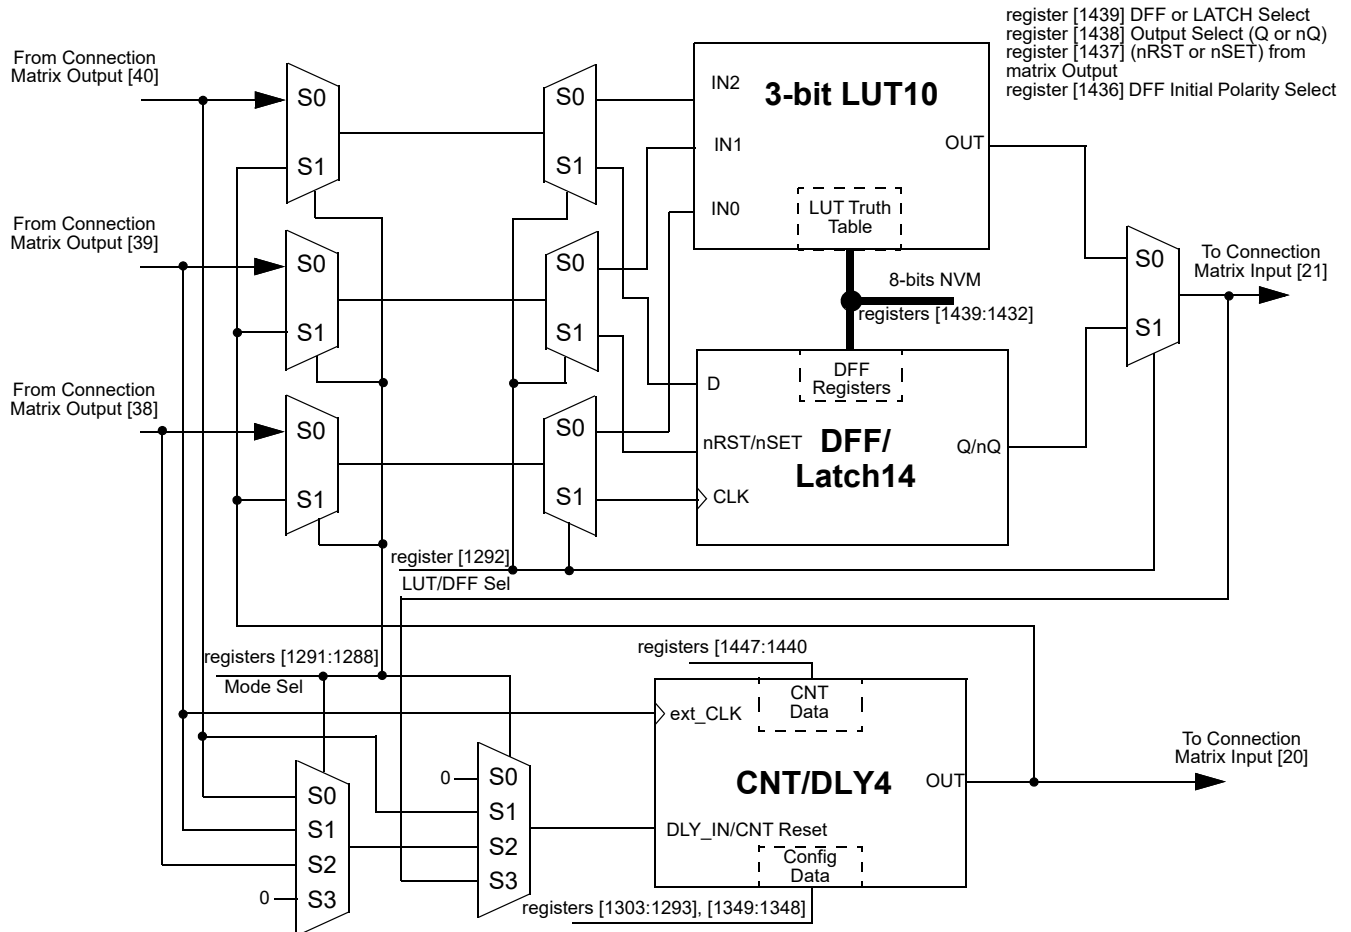 register [1439] DFF or LATCH Select
register [1438] Output Select (Q or nQ)
register [1437] (nRST or nSET) from
matrix Output
register [1436] DFF Initial Polarity Select
From Connection
Matrix Output [40]
S0
S1
S0
S1
IN2
IN1
IN0
3-bit LUT10
OUT
LUT Truth
Table
From Connection
Matrix Output [39]
S0
S1
S0
S1
8-bits NVM
registers [1439:1432]
S0
S1
To Connection
Matrix Input [21]
From Connection
Matrix Output [38]
S0
S1
S0
S1
D
nRST/nSET
CLK
DFF
Registers
DFF/
Latch14
Q/nQ
register [1292]
LUT/DFF Sel
registers [1291:1288]
Mode Sel
registers [1447:1440
CNT
Data
ext_CLK
CNT/DLY4
OUT
DLY_IN/CNT Reset
Config
Data
To Connection
Matrix Input [20]
0
S0
S1
S2
S3
S0
S1
S2
0
S3
registers [1303:1293], [1349:1348]